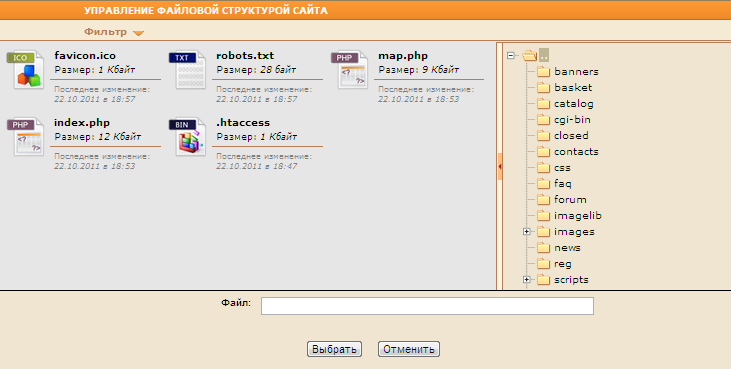 УПРАВЛЕНИЕ ФАЙЛОВОЙ СТРУКТУРОЙ САЙТА
Фильтр
ICO
favicon.ico
Размер: 1 Кбайт
Последнее изменение:
22.10.2011 в 18:57
TXT
robots.txt
Размер: 28 байт
Последнее изменение:
22.10.2011 в 18:57
PHP
<?
?>
map.php
Размер: 9 Кбайт
Последнее изменение:
22.10.2011 в 18:53
PHP
<?
?>
index.php
Размер: 12 Кбайт
Последнее изменение:
22.10.2011 в 18:53
BIN
.htaccess
Размер: 1 Кбайт
Последнее изменение:
22.10.2011 в 18:47
..
banners
basket
catalog
cgi-bin
closed
contacts
css
faq
forum
imagelib
images
news
reg
scripts
Файл:
Выбрать Отменить